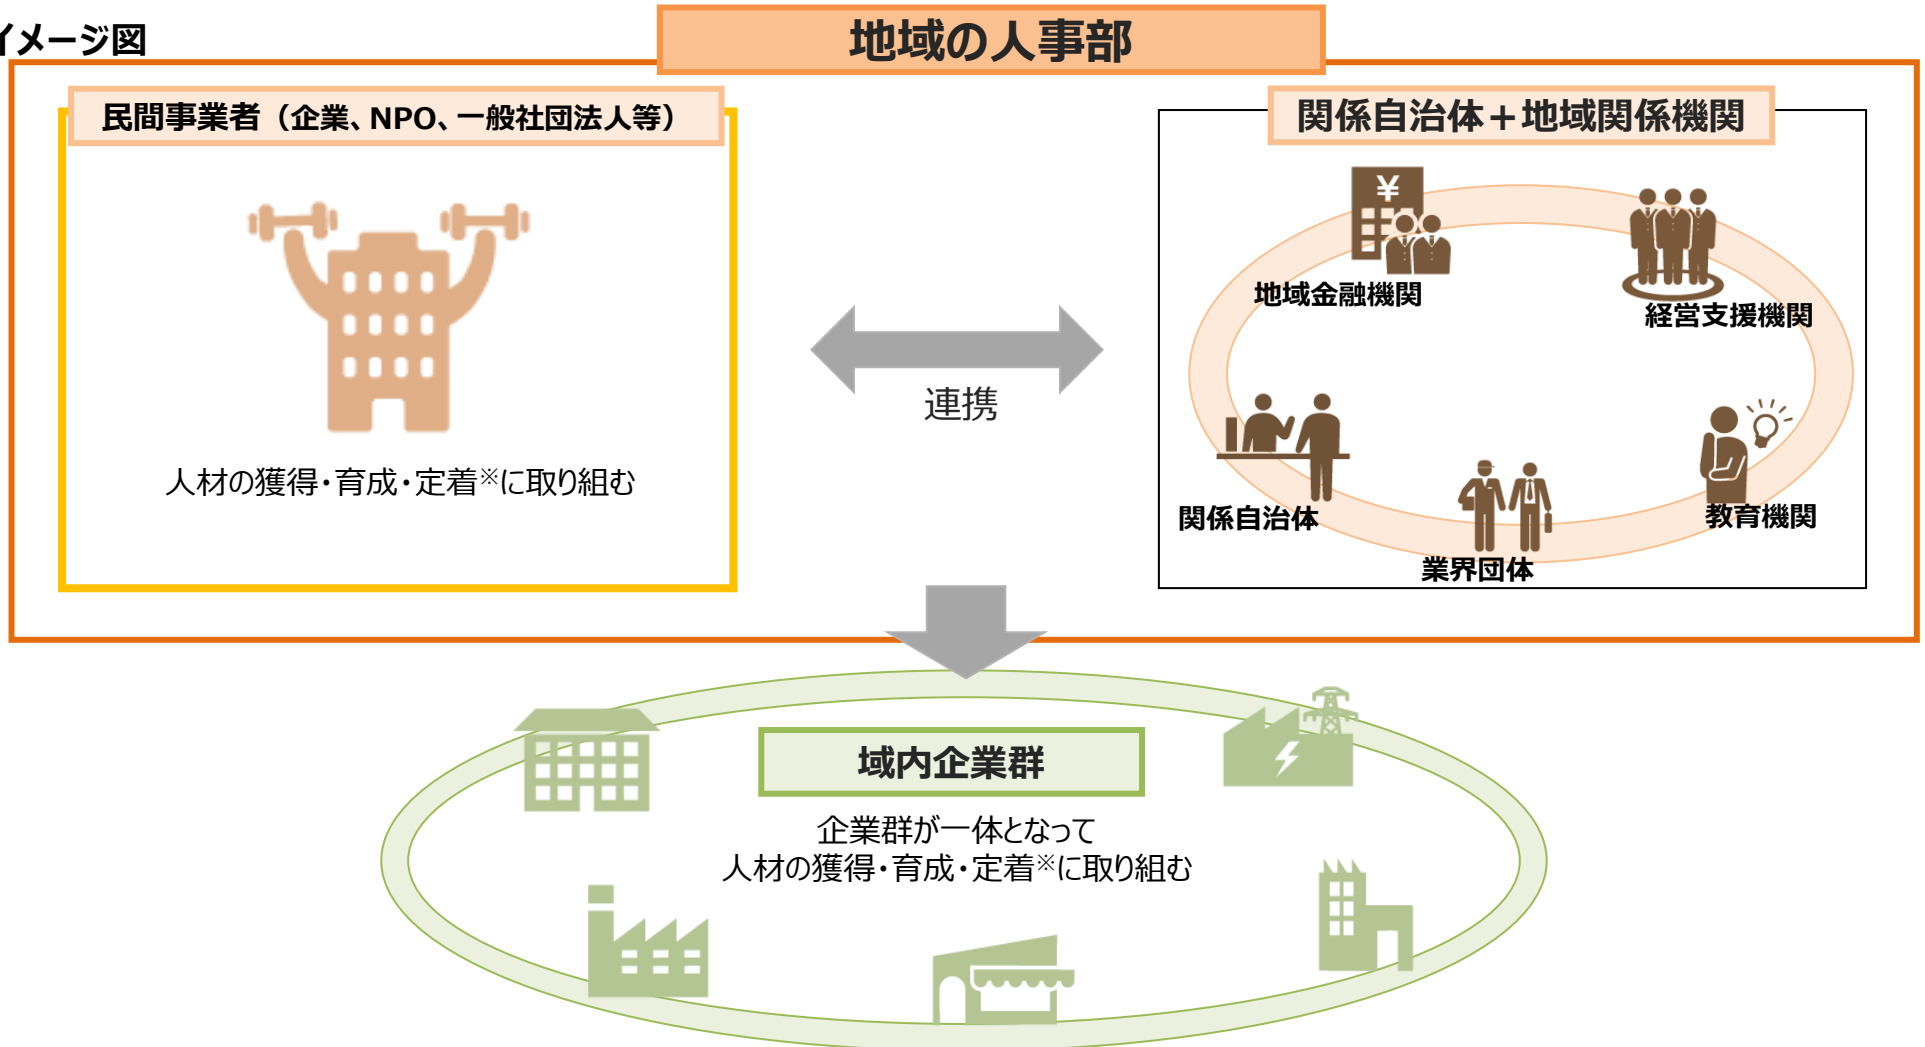 イメージ図
地域の人事部
民間事業者（企業、NPO、一般社団法人等）
人材の獲得・育成・定着※に取り組む
連携
関係自治体＋地域関係機関
¥
地域金融機関
経営支援機関
関係自治体
教育機関
業界団体
域内企業群
企業群が一体となって
人材の獲得・育成・定着※に取り組む